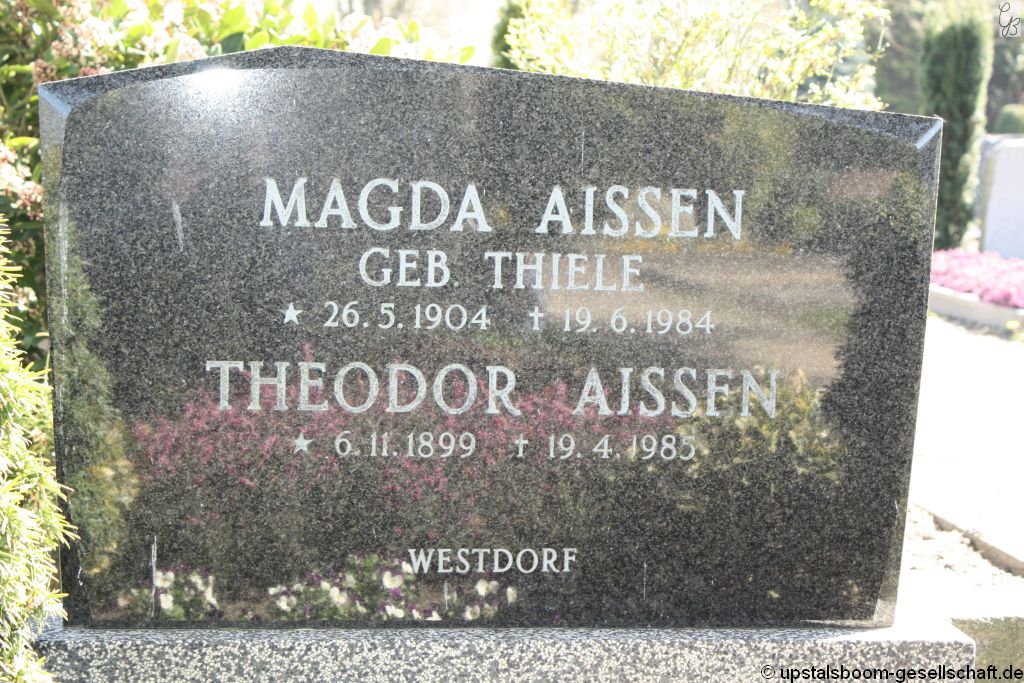 MAGDA AISSEN
GEB. THIELE
★ 26.5.1904 † 19.6.1984
THEODOR AISSEN
★ 6.11.1899 † 19.4.1985
WESTDORF
© upstalsboom-gesellschaft.de